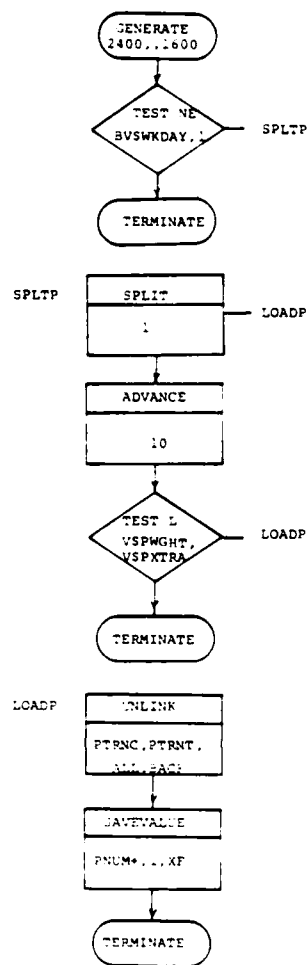 GENERATE
2400,,1600
TEST NE
BVSWKDAY,1
SPLTP
TERMINATE
SPLTP
SPLIT
1
LOADP
ADVANCE
10
TEST L
VSPWGHT,
VSPXTRA
LOADP
TERMINATE
LOADP
UNLINK
PTRNC,PTRNT,
ALL,
SAVEVALUE
PNUM+,1,XF
TERMINATE